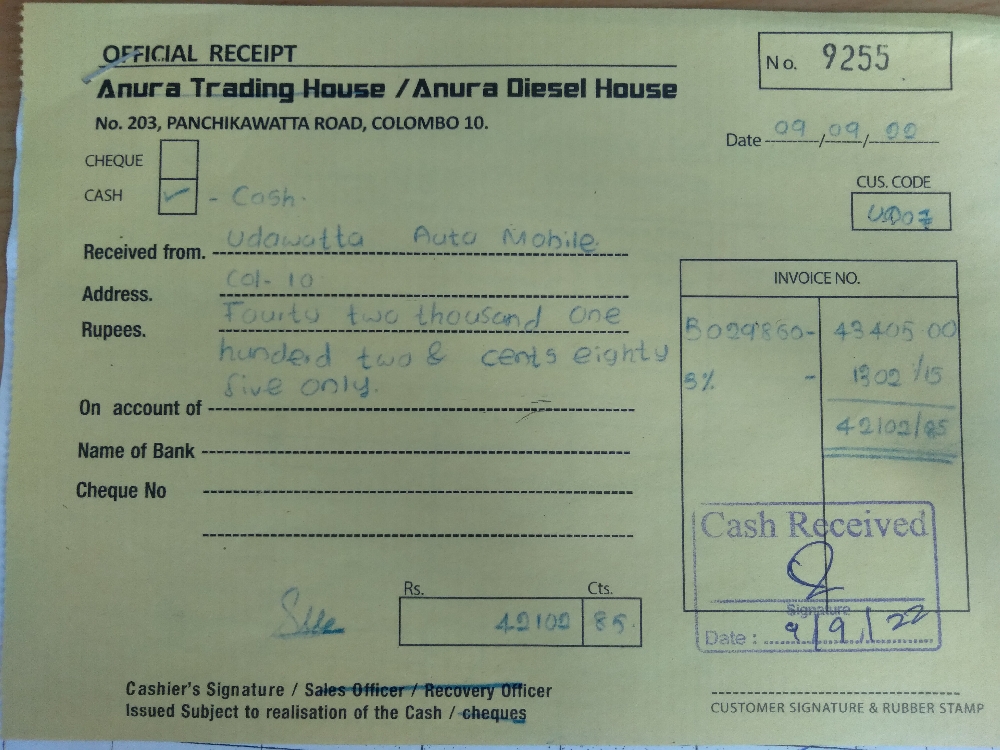 OFFICIAL RECEIPT
No. 9255
Anura Trading House / Anura Diesel House
No. 203, PANCHIKAWATTA ROAD, COLOMBO 10.
Date 09/09/22
CHEQUE
CASH ✓ - Cash.
CUS. CODE
UD07
Received from. Udawatta Auto Mobile.
Address. Col- 10
Rupees. Fourty two thousand one
hunderd two & cents eighty
five only.
On account of
Name of Bank
Cheque No
INVOICE NO.
B029860- 43405 00
3% - 1302/15
42102/85
Cash Received
Signature
Date : 9/9/22
Rs. Cts.
42102 85
Cashier's Signature / Sales Officer / Recovery Officer
Issued Subject to realisation of the Cash / cheques
CUSTOMER SIGNATURE & RUBBER STAMP